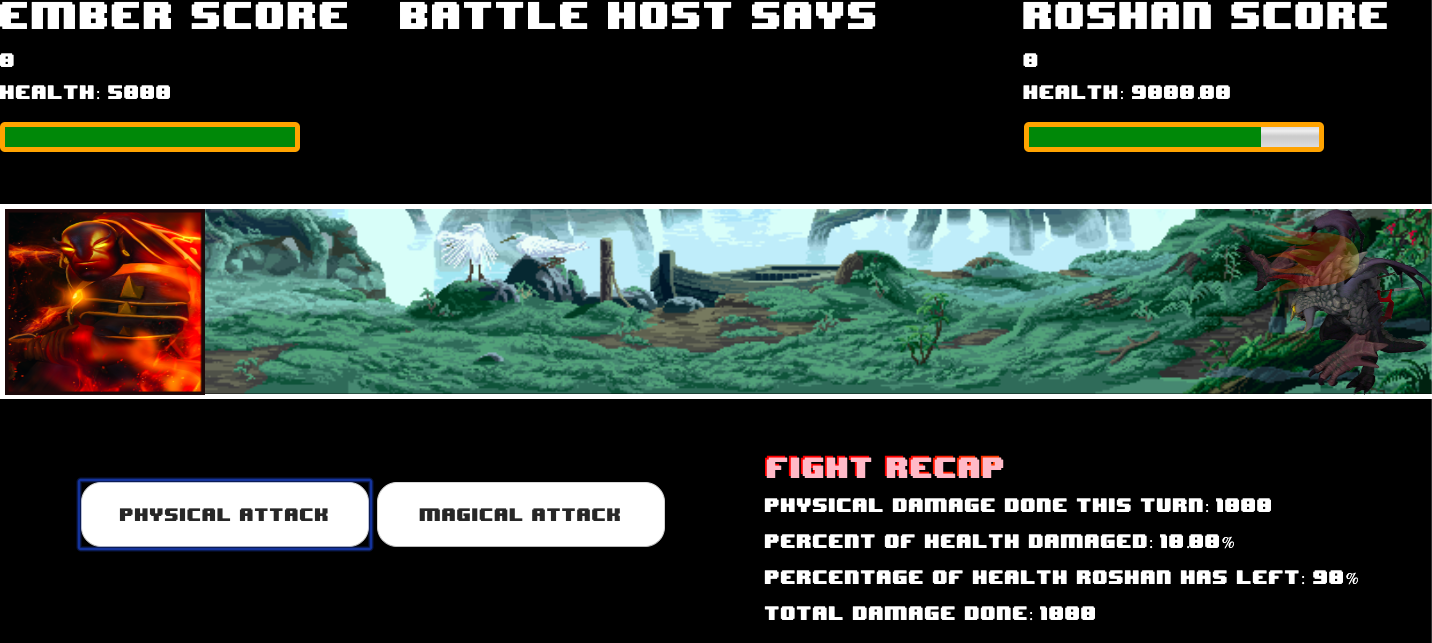 EMBER SCORE
0
HEALTH: 5000
BATTLE HOST SAYS
ROSHAN SCORE
0
HEALTH: 9000.00
PHYSICAL ATTACK
MAGICAL ATTACK
FIGHT RECAP
PHYSICAL DAMAGE DONE THIS TURN: 1000
PERCENT OF HEALTH DAMAGED: 10.00%
PERCENTAGE OF HEALTH ROSHAN HAS LEFT: 90%
TOTAL DAMAGE DONE: 1000